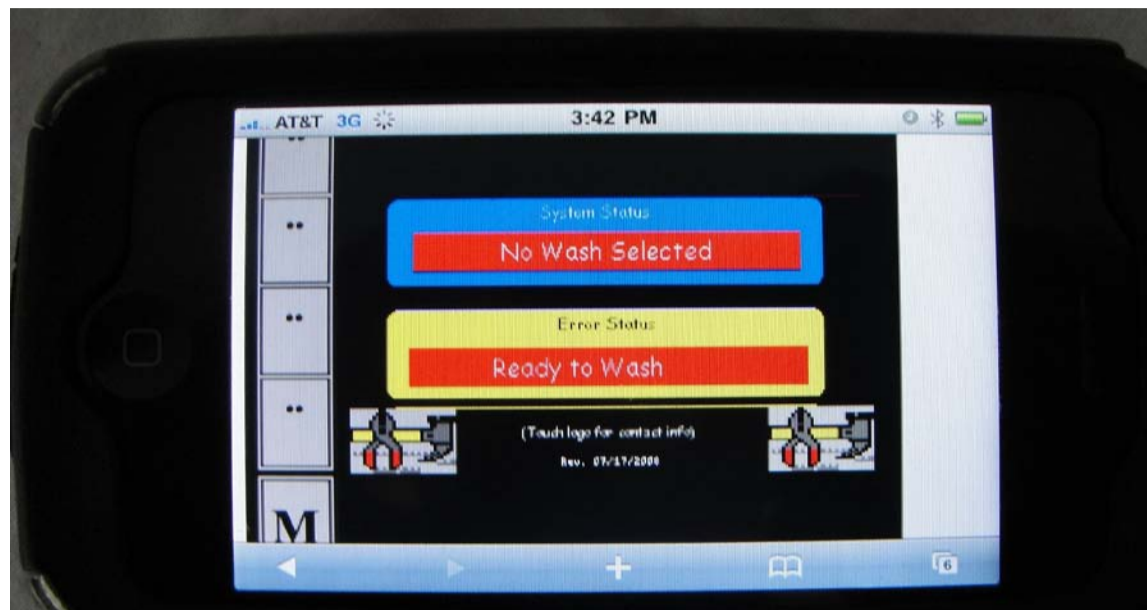 AT&T 3G 3:42 PM
System Status
No Wash Selected
Error Status
Ready to Wash
(Touch logo for contact info)
Rev. 07/17/2008
M
6